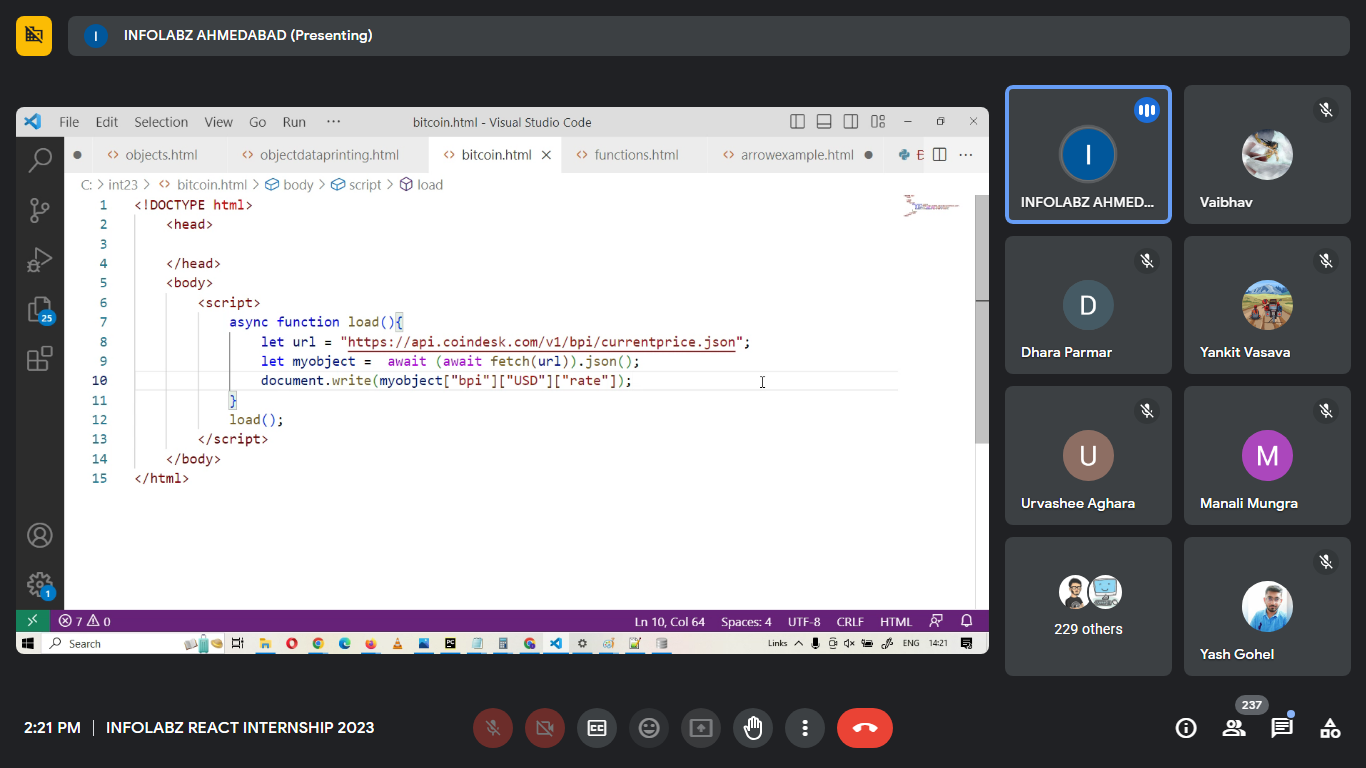 I INFOLABZ AHMEDABAD (Presenting)
File Edit Selection View Go Run ··· bitcoin.html - Visual Studio Code
<> objects.html <> objectdataprinting.html <> bitcoin.html <> functions.html <> arrowexample.html E
C: > int23 > <> bitcoin.html > body > script > load
1 <!DOCTYPE html>
2 <head>
3
4 </head>
5 <body>
6 <script>
7 async function load(){
8 let url = "https://api.coindesk.com/v1/bpi/currentprice.json";
9 let myobject =  await (await fetch(url)).json();
10 document.write(myobject["bpi"]["USD"]["rate"]);
11 }
12 load();
13 </script>
14 </body>
15 </html>
25
1
7 0 Ln 10, Col 64 Spaces: 4 UTF-8 CRLF HTML
Search Links ENG 14:21
I
INFOLABZ AHMED...
Vaibhav
D
Dhara Parmar
Yankit Vasava
U
Urvashee Aghara
M
Manali Mungra
229 others
Yash Gohel
2:21 PM | INFOLABZ REACT INTERNSHIP 2023
237